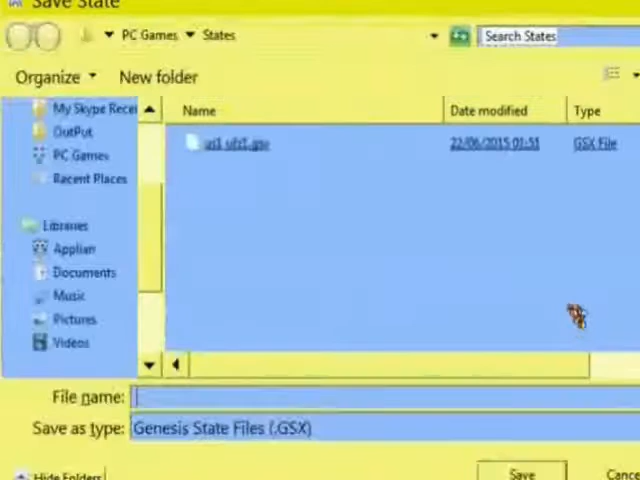 Save State
PC Games States
Search States
Organize New folder
Name Date modified Type
My Skype Recei
OutPut
PC Games
Recent Places
22/06/2015 01:51 GSX File
Libraries
Applian
Documents
Music
Pictures
Videos
File name:
Save as type: Genesis State Files (.GSX)
Hide Folders
Save Cance